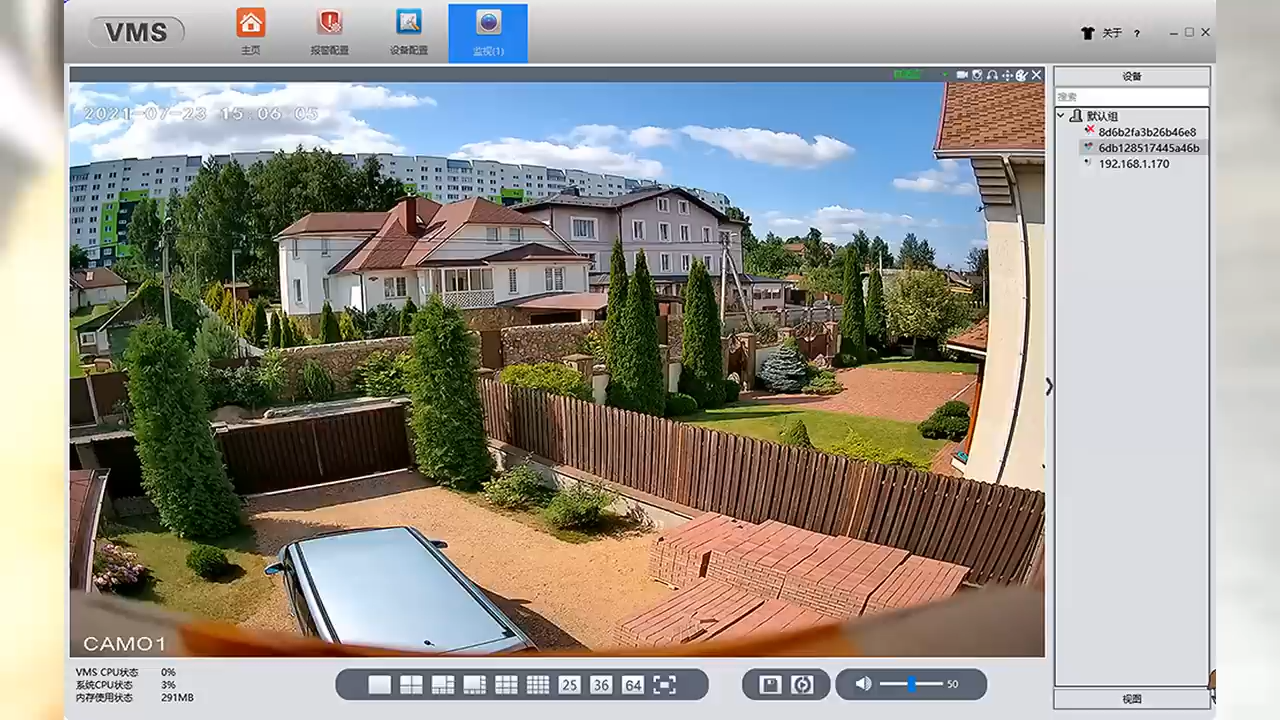 VMS
主页
报警配置
设备配置
监视(1)
关于 ?
设备
搜索
默认组
8d6b2fa3b26b46e8
6db128517445a46b
192.168.1.170
视图
2021-07-23 15:06:05
CAM01
VMS CPU状态 0%
系统CPU状态 3%
内存使用状态 291MB
25 36 64
50